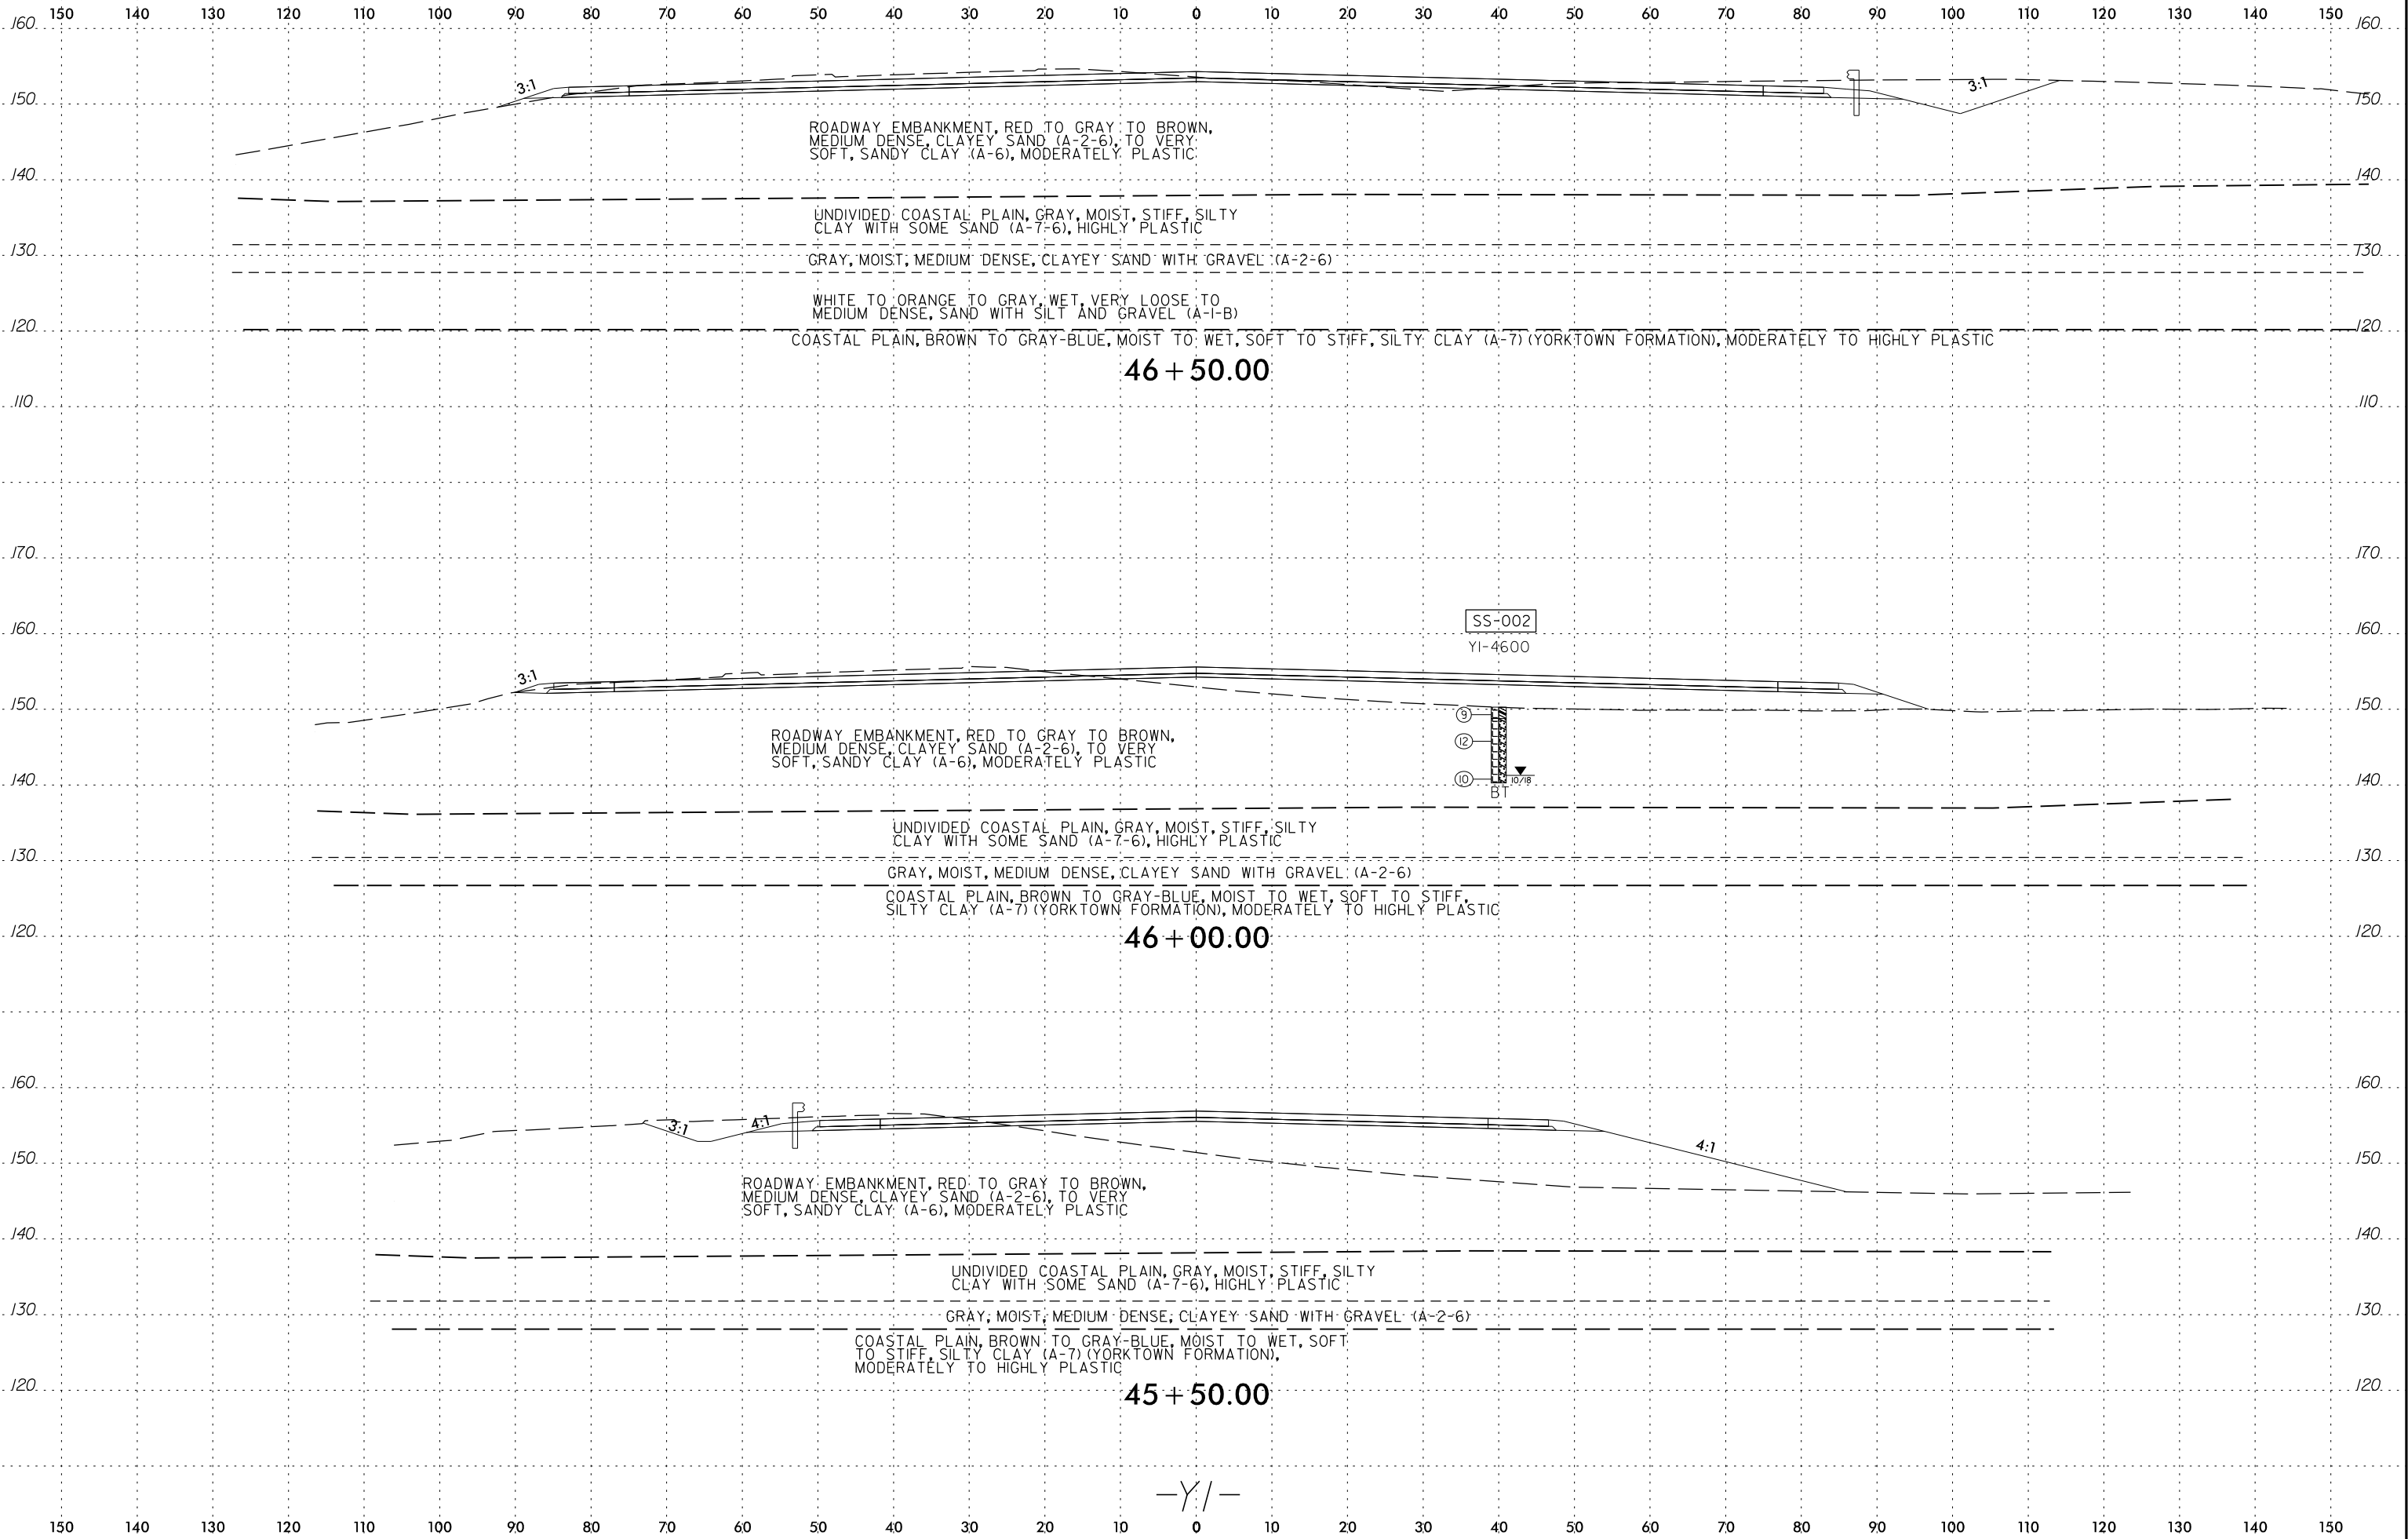 150 140 130 120 110 100 90 80 70 60 50 40 30 20 10 0 10 20 30 40 50 60 70 80 90 100 110 120 130 140 150
160 160
3:1 3:1
150 150
ROADWAY EMBANKMENT, RED TO GRAY TO BROWN,
MEDIUM DENSE, CLAYEY SAND (A-2-6), TO VERY
SOFT, SANDY CLAY (A-6), MODERATELY PLASTIC
140 140
UNDIVIDED COASTAL PLAIN, GRAY, MOIST, STIFF, SILTY
CLAY WITH SOME SAND (A-7-6), HIGHLY PLASTIC
130 130
GRAY, MOIST, MEDIUM DENSE, CLAYEY SAND WITH GRAVEL (A-2-6)
WHITE TO ORANGE TO GRAY, WET, VERY LOOSE TO
MEDIUM DENSE, SAND WITH SILT AND GRAVEL (A-1-B)
120 120
COASTAL PLAIN, BROWN TO GRAY-BLUE, MOIST TO WET, SOFT TO STIFF, SILTY CLAY (A-7) (YORKTOWN FORMATION), MODERATELY TO HIGHLY PLASTIC
46+50.00
110 110
170 170
SS-002
160 160
Y1-4600
3:1
150 150
9
ROADWAY EMBANKMENT, RED TO GRAY TO BROWN,
MEDIUM DENSE, CLAYEY SAND (A-2-6), TO VERY
SOFT, SANDY CLAY (A-6), MODERATELY PLASTIC
12
10 10/18
140 140
BT
UNDIVIDED COASTAL PLAIN, GRAY, MOIST, STIFF, SILTY
CLAY WITH SOME SAND (A-7-6), HIGHLY PLASTIC
130 130
GRAY, MOIST, MEDIUM DENSE, CLAYEY SAND WITH GRAVEL (A-2-6)
COASTAL PLAIN, BROWN TO GRAY-BLUE, MOIST TO WET, SOFT TO STIFF,
SILTY CLAY (A-7) (YORKTOWN FORMATION), MODERATELY TO HIGHLY PLASTIC
120 120
46+00.00
160 160
3:1 4:1 4:1
150 150
ROADWAY EMBANKMENT, RED TO GRAY TO BROWN,
MEDIUM DENSE, CLAYEY SAND (A-2-6), TO VERY
SOFT, SANDY CLAY (A-6), MODERATELY PLASTIC
140 140
UNDIVIDED COASTAL PLAIN, GRAY, MOIST, STIFF, SILTY
CLAY WITH SOME SAND (A-7-6), HIGHLY PLASTIC
130 130
GRAY, MOIST, MEDIUM DENSE, CLAYEY SAND WITH GRAVEL (A-2-6)
COASTAL PLAIN, BROWN TO GRAY-BLUE, MOIST TO WET, SOFT
TO STIFF, SILTY CLAY (A-7) (YORKTOWN FORMATION),
MODERATELY TO HIGHLY PLASTIC
120 120
45+50.00
-Y1-
150 140 130 120 110 100 90 80 70 60 50 40 30 20 10 0 10 20 30 40 50 60 70 80 90 100 110 120 130 140 150